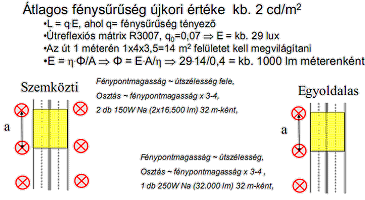 Átlagos fénysűrűség újkori értéke kb. 2 cd/m²
•L = q·E, ahol q= fénysűrűség tényező
•Útreflexiós mátrix R3007, q₀=0,07 ⇒ E = kb. 29 lux
•Az út 1 méterén 1x4x3,5=14 m² felületet kell megvilágítani
•E = η·Φ/A ⇒ Φ = E·A/η ⇒ 29·14/0,4 = kb. 1000 lm méterenként
Szemközti
Fénypontmagasság ~ útszélesség fele,
Osztás ~ fénypontmagasság x 3-4,
2 db 150W Na (2x16.500 lm) 32 m-ként,
a
Egyoldalas
Fénypontmagasság ~ útszélesség,
Osztás ~ fénypontmagasság x 3-4 ,
1 db 250W Na (32.000 lm) 32 m-ként,
a